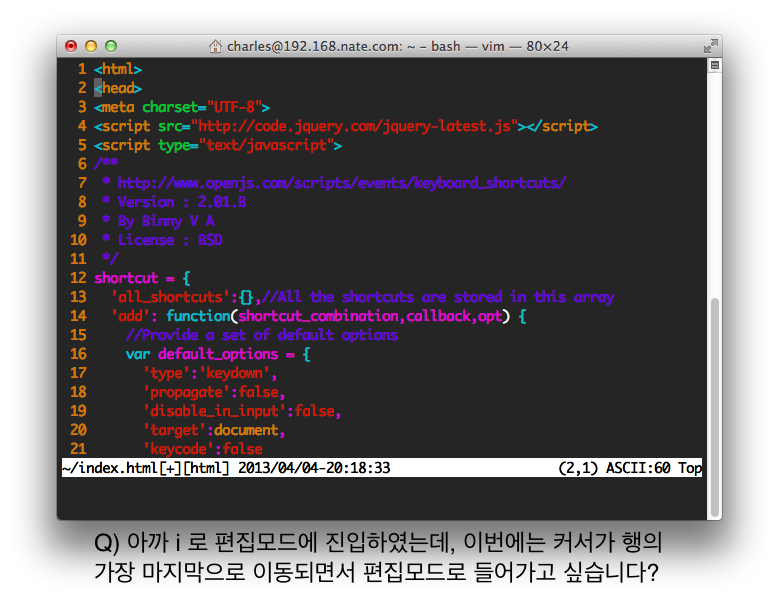 charles@192.168.nate.com: ~ – bash — vim — 80×24
1 <html>
2 <head>
3 <meta charset="UTF-8">
4 <script src="http://code.jquery.com/jquery-latest.js"></script>
5 <script type="text/javascript">
6 /**
7 * http://www.openjs.com/scripts/events/keyboard_shortcuts/
8 * Version : 2.01.B
9 * By Binny V A
10 * License : BSD
11 */
12 shortcut = {
13 'all_shortcuts':{},//All the shortcuts are stored in this array
14 'add': function(shortcut_combination,callback,opt) {
15 //Provide a set of default options
16 var default_options = {
17 'type':'keydown',
18 'propagate':false,
19 'disable_in_input':false,
20 'target':document,
21 'keycode':false
~/index.html[+][html] 2013/04/04-20:18:33 (2,1) ASCII:60 Top
Q) 아까 i 로 편집모드에 진입하였는데, 이번에는 커서가 행의
가장 마지막으로 이동되면서 편집모드로 들어가고 싶습니다?